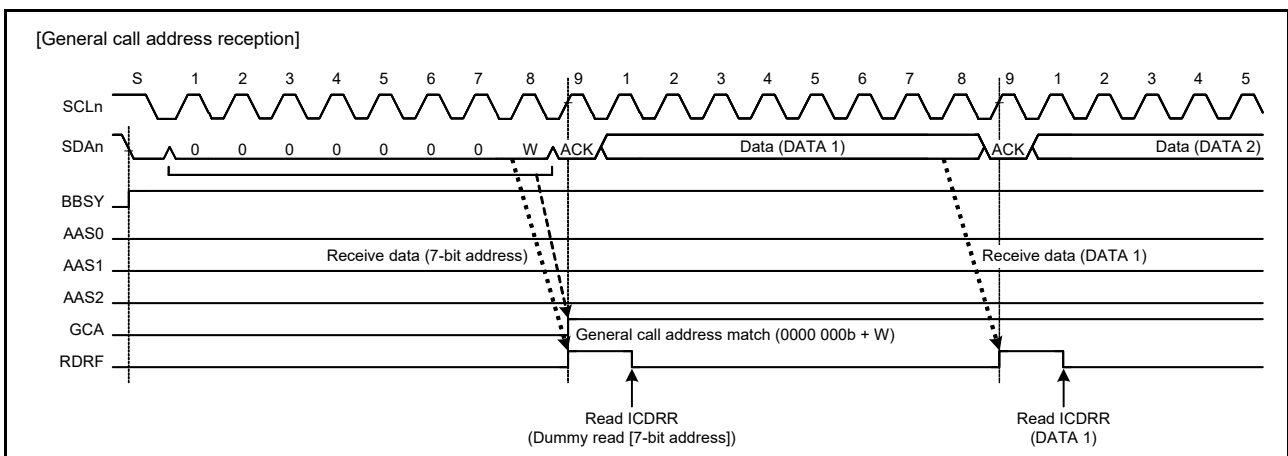 [General call address reception]
S 1 2 3 4 5 6 7 8 9 1 2 3 4 5 6 7 8 9 1 2 3 4 5
SCLn
SDAn 0 0 0 0 0 0 0 W ACK Data (DATA 1) ACK Data (DATA 2)
BBSY
AAS0
Receive data (7-bit address) Receive data (DATA 1)
AAS1
AAS2
GCA General call address match (0000 000b + W)
RDRF
Read ICDRR Read ICDRR
(Dummy read [7-bit address]) (DATA 1)